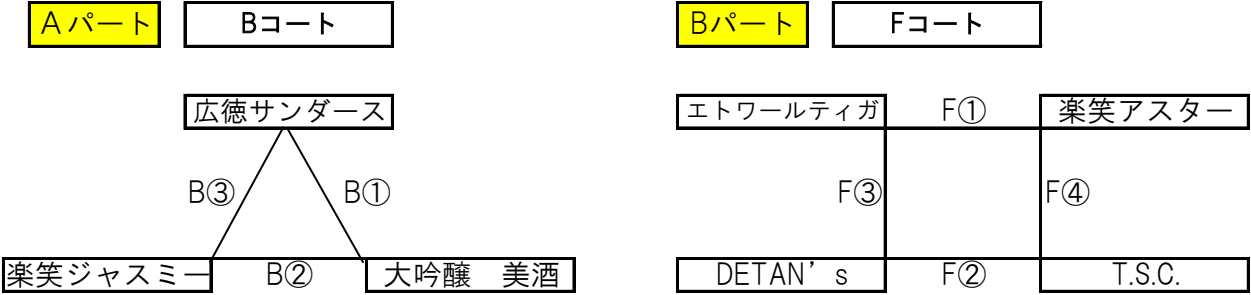 Aパート Bコート
広徳サンダース
B③ B①
楽笑ジャスミー B② 大吟醸　美酒
Bパート Fコート
エトワールティガ F① 楽笑アスター
F③ F④
DETAN’s F② T.S.C.